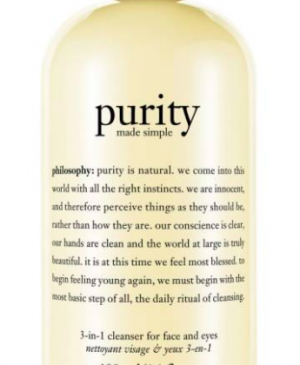 purity
made simple
philosophy: purity is natural. we come into this
world with all the right instincts. we are innocent,
and therefore perceive things as they should be,
rather than how they are. our conscience is clear,
our hands are clean and the world at large is truly
beautiful. it is at this time we feel most blessed. to
begin feeling young again, we must begin with the
most basic step of all, the daily ritual of cleansing.
3-in-1 cleanser for face and eyes
nettoyant visage & yeux 3-en-1